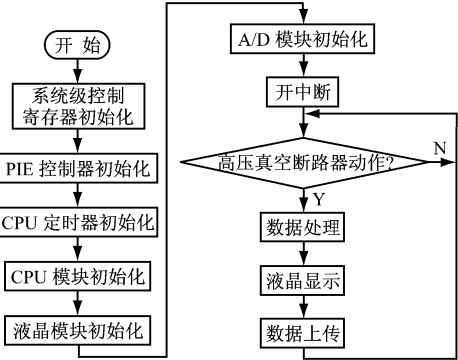 开 始
系统级控制
寄存器初始化
PIE 控制器初始化
CPU 定时器初始化
CPU 模块初始化
液晶模块初始化
A/D 模块初始化
开中断
高压真空断路器动作?
N
Y
数据处理
液晶显示
数据上传